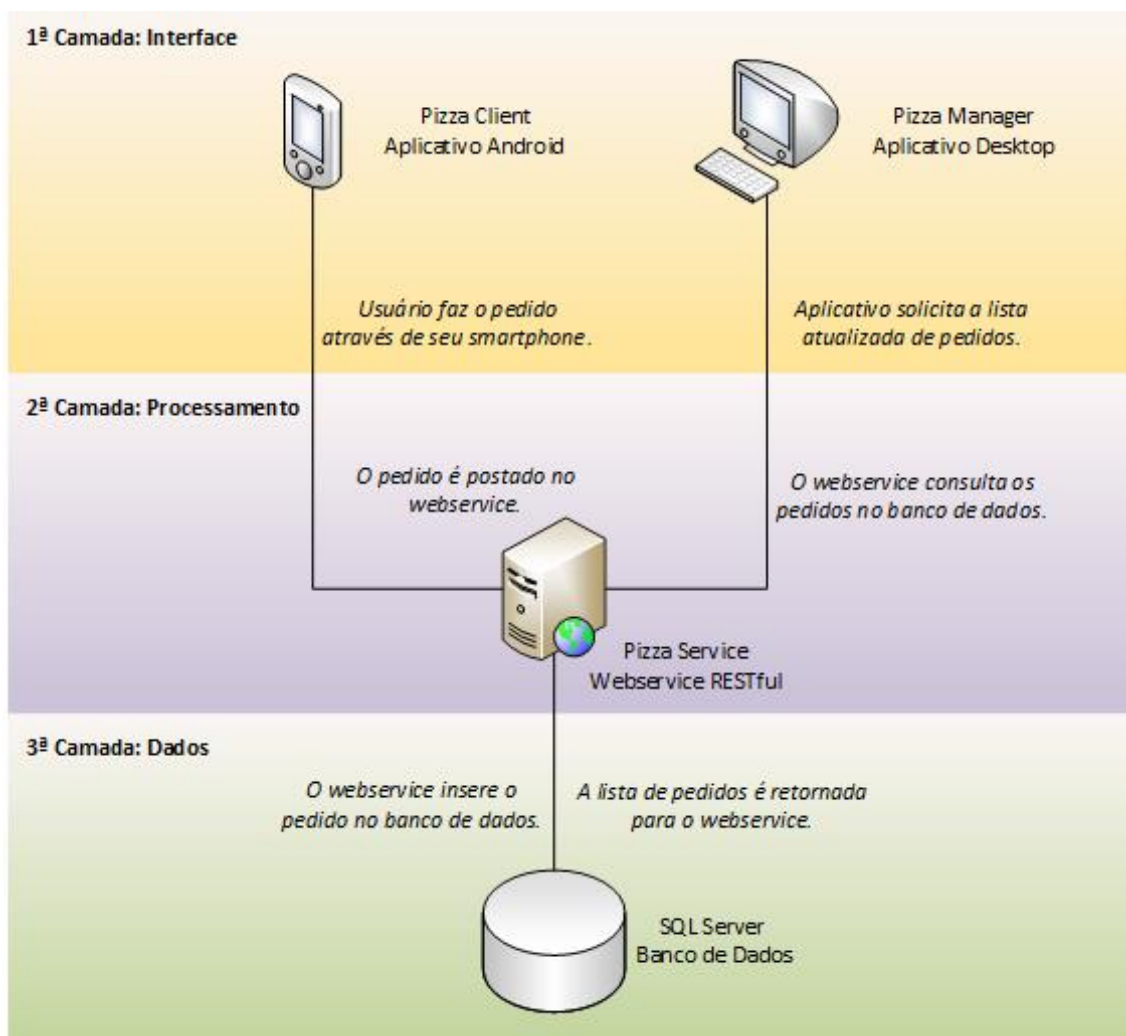 1ª Camada: Interface
Pizza Client
Aplicativo Android
Pizza Manager
Aplicativo Desktop
Usuário faz o pedido
através de seu smartphone.
Aplicativo solicita a lista
atualizada de pedidos.
2ª Camada: Processamento
O pedido é postado no
webservice.
O webservice consulta os
pedidos no banco de dados.
Pizza Service
Webservice RESTful
3ª Camada: Dados
O webservice insere o
pedido no banco de dados.
A lista de pedidos é retornada
para o webservice.
SQL Server
Banco de Dados